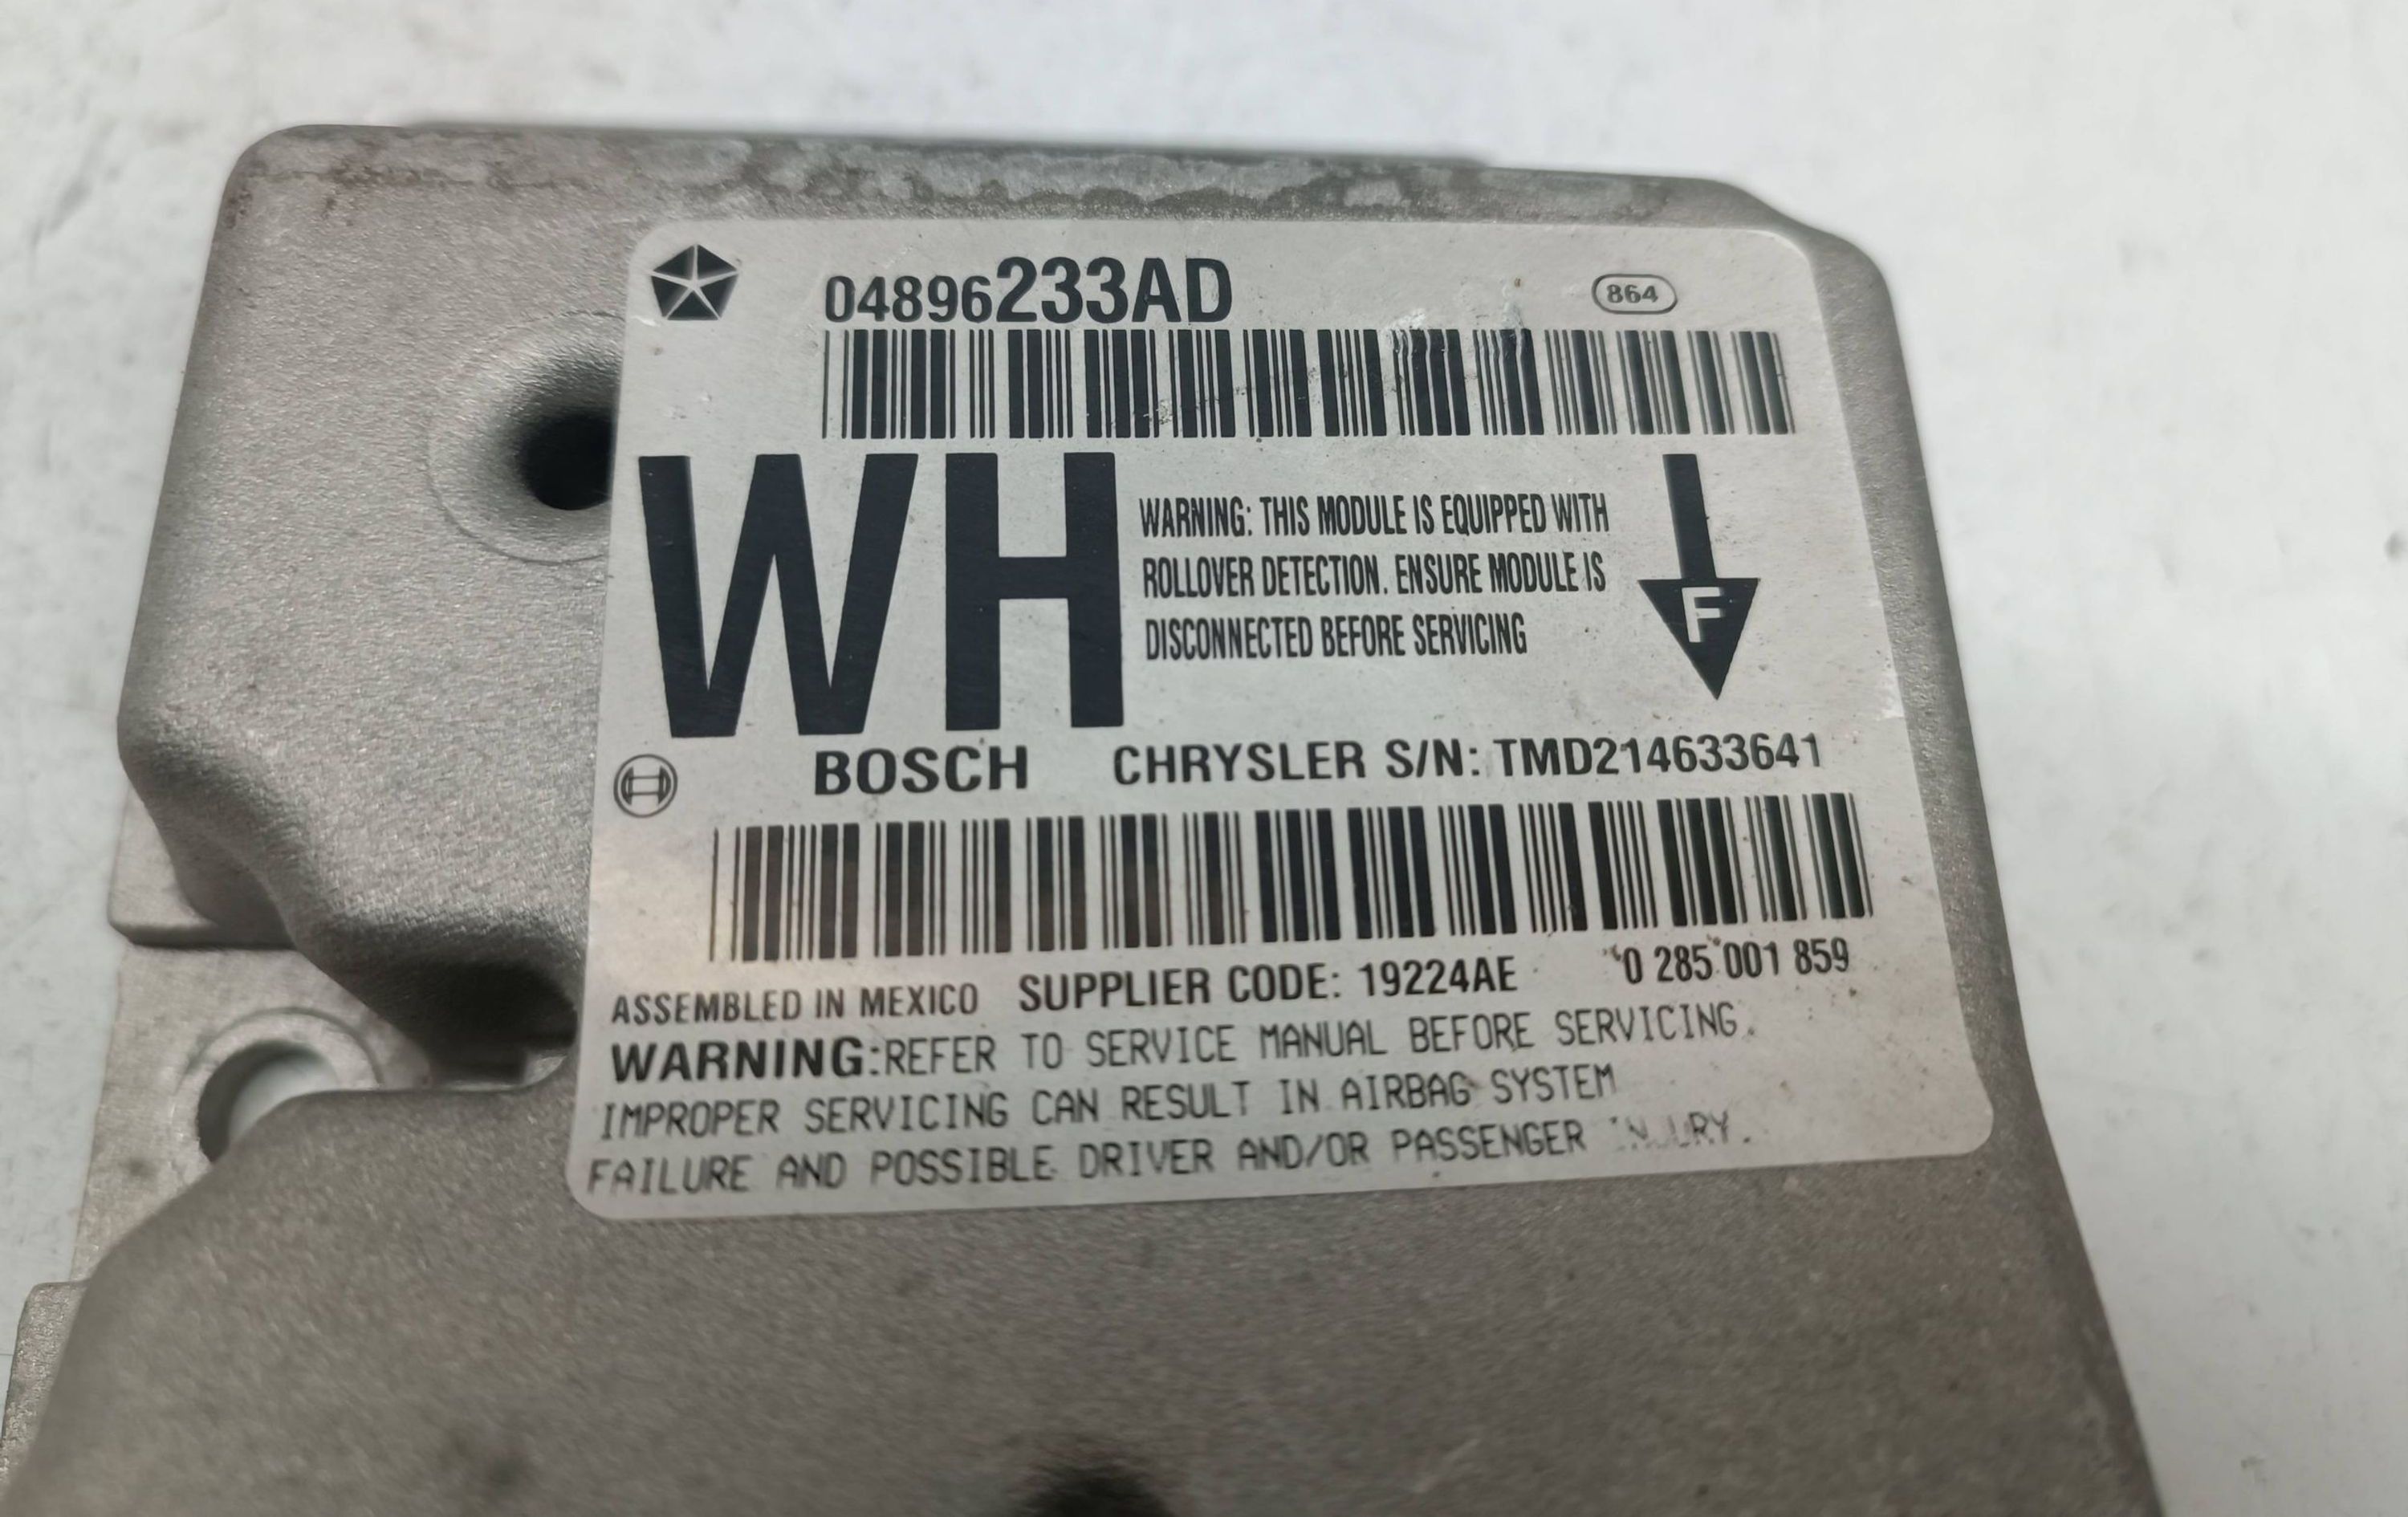 04896233AD
864
WH
WARNING: THIS MODULE IS EQUIPPED WITH
ROLLOVER DETECTION. ENSURE MODULE IS
DISCONNECTED BEFORE SERVICING
F
BOSCH CHRYSLER S/N: TMD214633641
ASSEMBLED IN MEXICO SUPPLIER CODE: 19224AE 0 285 001 859
WARNING:REFER TO SERVICE MANUAL BEFORE SERVICING.
IMPROPER SERVICING CAN RESULT IN AIRBAG SYSTEM
FAILURE AND POSSIBLE DRIVER AND/OR PASSENGER INJURY.